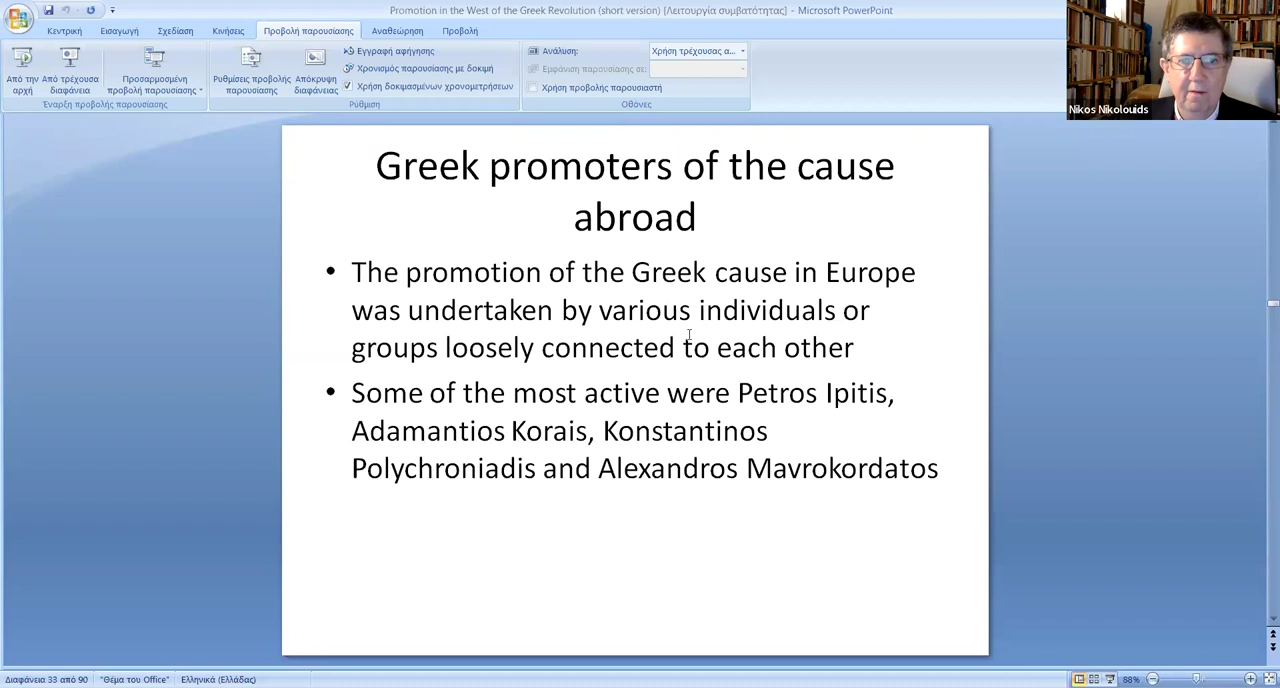 Promotion in the West of the Greek Revolution (short version) [Λειτουργία συμβατότητας] - Microsoft PowerPoint
Κεντρική Εισαγωγή Σχεδίαση Κινήσεις Προβολή παρουσίασης Αναθεώρηση Προβολή
Από την αρχή
Από τρέχουσα διαφάνεια
Προσαρμοσμένη προβολή παρουσίασης
Έναρξη προβολής παρουσίασης
Ρυθμίσεις προβολής παρουσίασης
Απόκρυψη διαφάνειας
Εγγραφή αφήγησης
Χρονισμός παρουσίασης με δοκιμή
Χρήση δοκιμασμένων χρονομετρήσεων
Ρύθμιση
Ανάλυση: Χρήση τρέχουσας α...
Εμφάνιση παρουσίασης σε:
Χρήση προβολής παρουσιαστή
Οθόνες
Nikos Nikolouids
Greek promoters of the cause
abroad
• The promotion of the Greek cause in Europe
was undertaken by various individuals or
groups loosely connected to each other
• Some of the most active were Petros Ipitis,
Adamantios Korais, Konstantinos
Polychroniadis and Alexandros Mavrokordatos
Διαφάνεια 33 από 90 "Θέμα του Office" Ελληνικά (Ελλάδας) 88%